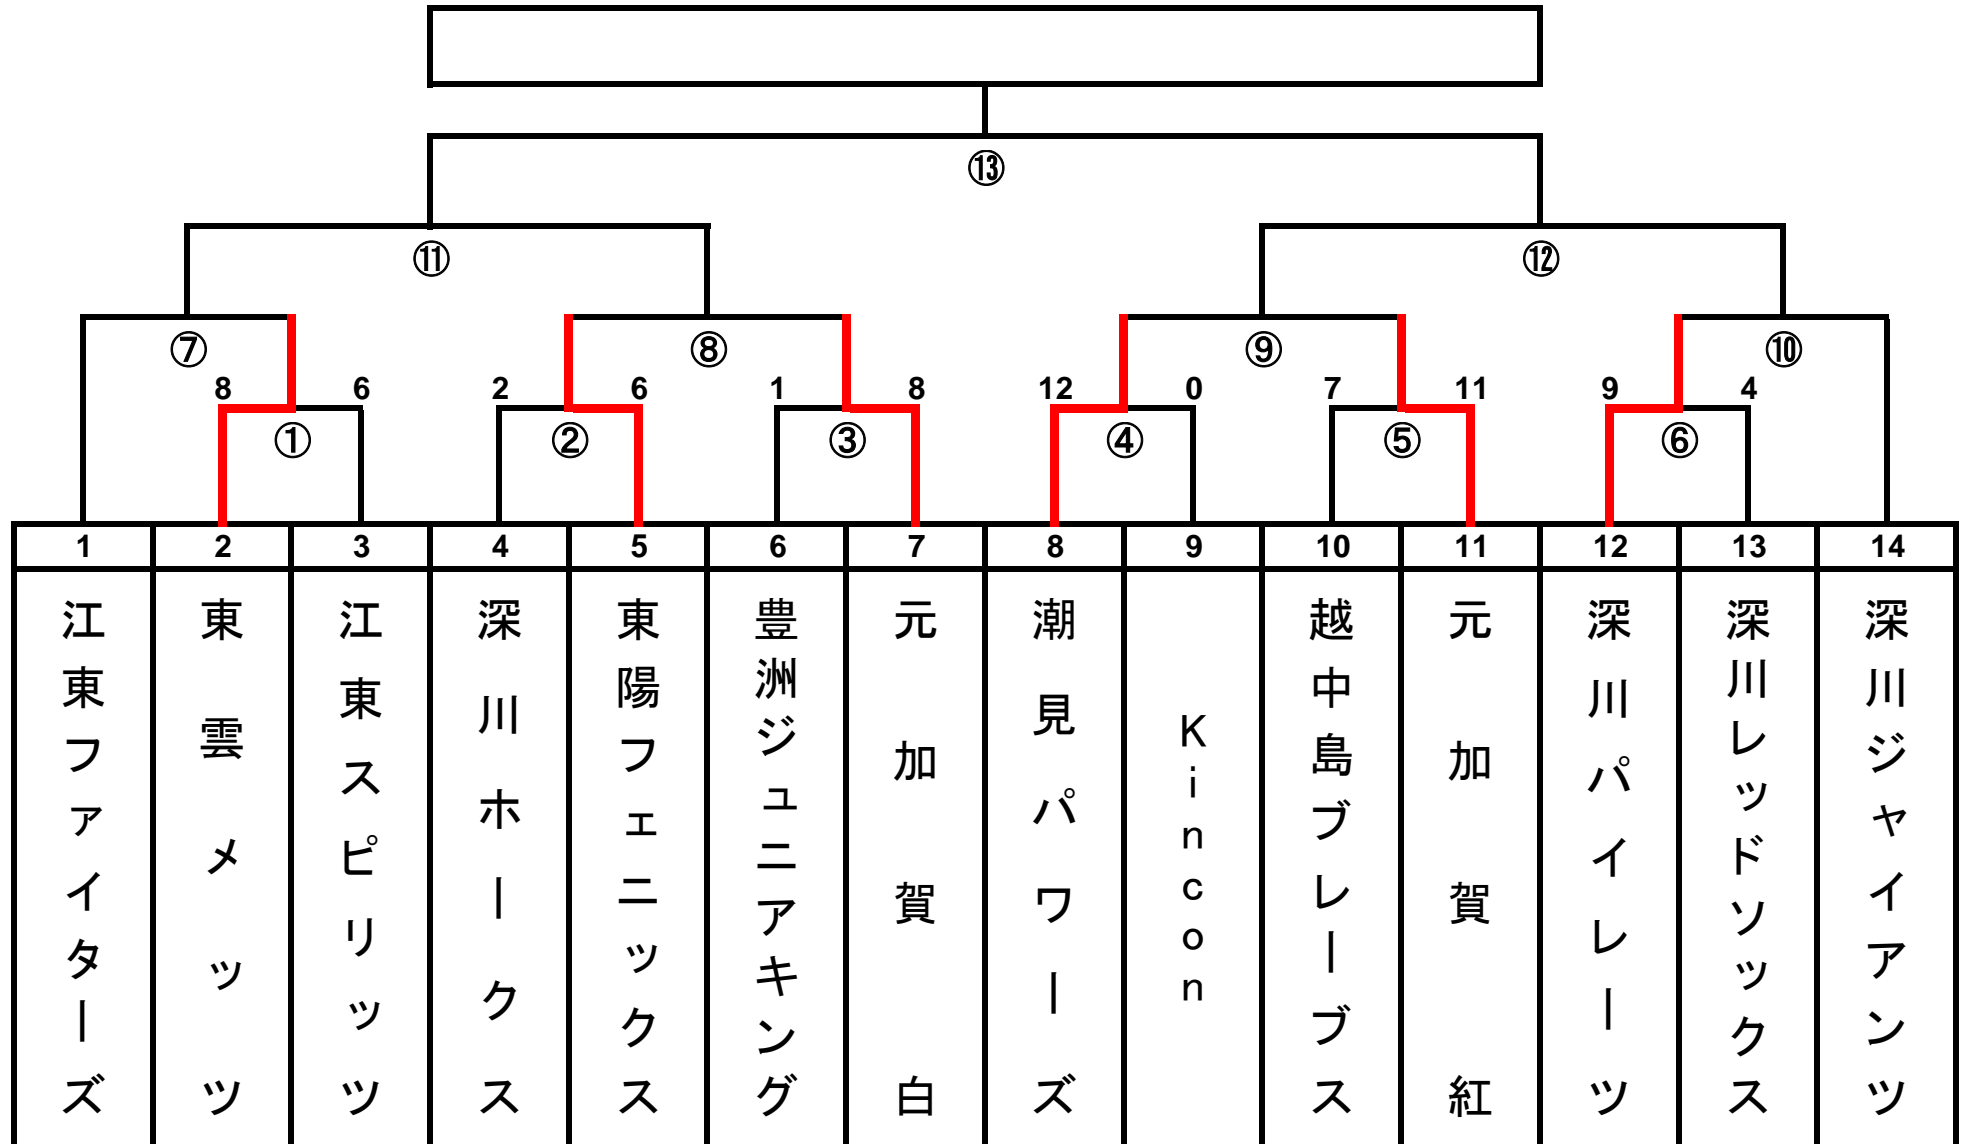 ⑬
⑪ ⑫
⑦ ⑧ ⑨ ⑩
8 6 2 6 1 8 12 0 7 11 9 4
① ② ③ ④ ⑤ ⑥
1 2 3 4 5 6 7 8 9 10 11 12 13 14
江東ファイターズ
東雲メッツ
江東スピリッツ
深川ホークス
東陽フェニックス
豊洲ジュニアキング
元加賀白
潮見パワーズ
Kincon
越中島ブレーブス
元加賀紅
深川パイレーツ
深川レッドソックス
深川ジャイアンツ